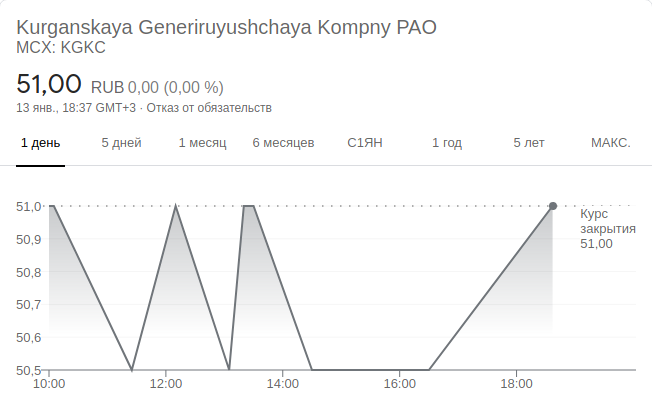 Kurganskaya Generiruyushchaya Kompny PAO
MCX: KGKC
51,00 RUB 0,00 (0,00 %)
13 янв., 18:37 GMT+3 · Отказ от обязательств
1 день 5 дней 1 месяц 6 месяцев С1ЯН 1 год 5 лет МАКС.
51,0
50,9
50,8
50,7
50,6
50,5
Курс
закрытия
51,00
10:00 12:00 14:00 16:00 18:00